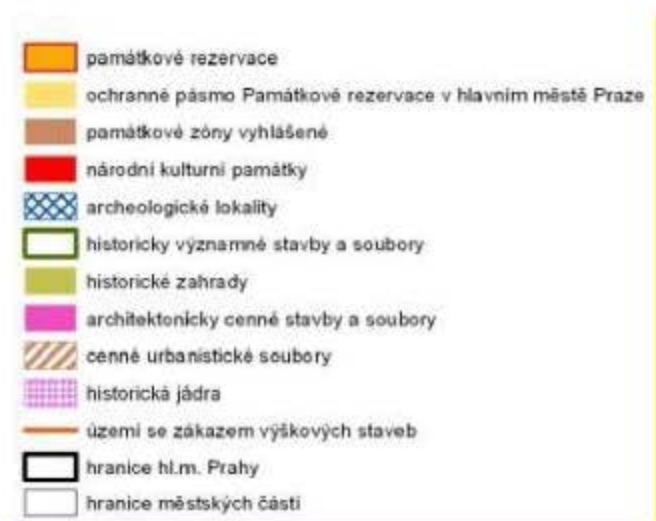 památkové rezervace
ochranné pásmo Památkové rezervace v hlavním městě Praze
památkové zóny vyhlášené
národní kulturní památky
archeologické lokality
historicky významné stavby a soubory
historické zahrady
architektonicky cenné stavby a soubory
cenné urbanistické soubory
historická jádra
území se zákazem výškových staveb
hranice hl.m. Prahy
hranice městských částí